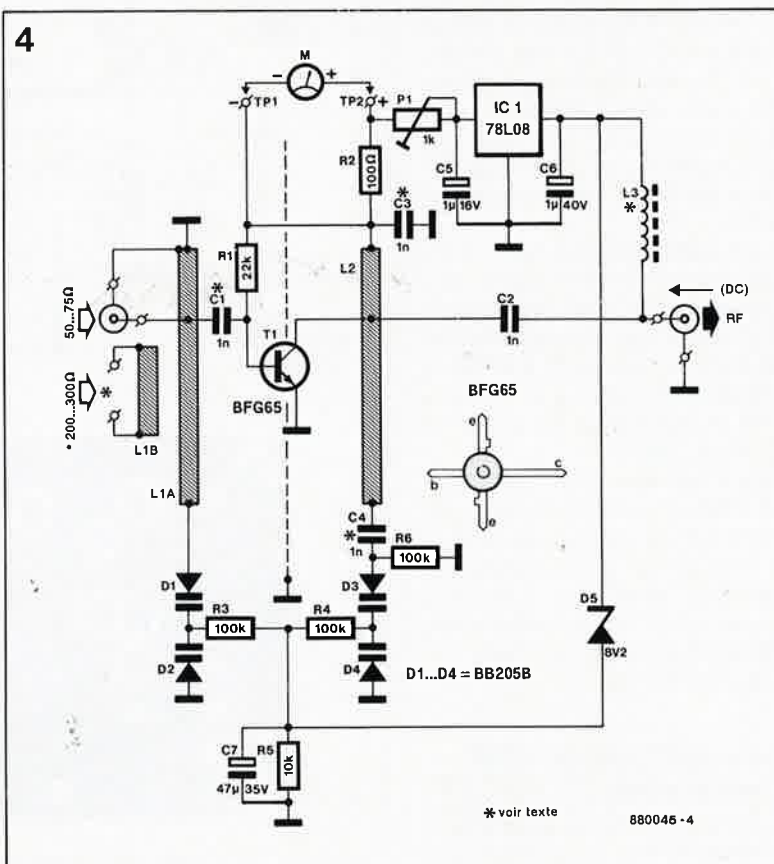 4
M
− +
− TP1
TP2 +
P1
1k
IC 1
78L08
R2
100Ω
C5
1µ 16V
C6
1µ 40V
L3
*
C3
*
1n
R1
22k
L2
50...75Ω
C1
*
1n
T1
BFG65
C2
1n
(DC)
RF
* 200...300Ω
*
L1B
L1A
BFG65
e
b
c
e
C4
*
1n
R6
100k
D1
D3
R3
100k
R4
100k
D2
D4
D5
8V2
D1...D4 = BB205B
C7
47µ 35V
R5
10k
* voir texte
880045 - 4